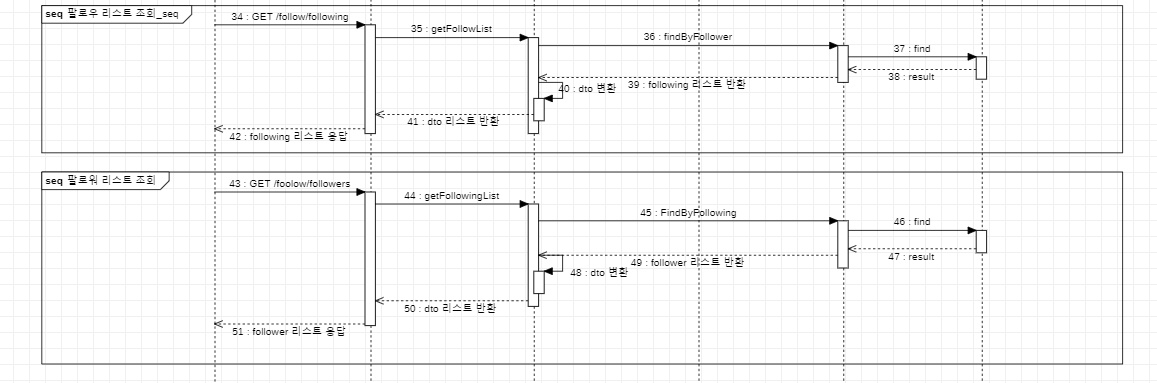 seq 팔로우 리스트 조회_seq
34 : GET /follow/following
35 : getFollowList
36 : findByFollower
37 : find
38 : result
39 : following 리스트 반환
40 : dto 변환
41 : dto 리스트 반환
42 : following 리스트 응답
seq 팔로워 리스트 조회
43 : GET /foolow/followers
44 : getFollowingList
45 : FindByFollowing
46 : find
47 : result
49 : follower 리스트 반환
48 : dto 변환
50 : dto 리스트 반환
51 : follower 리스트 응답